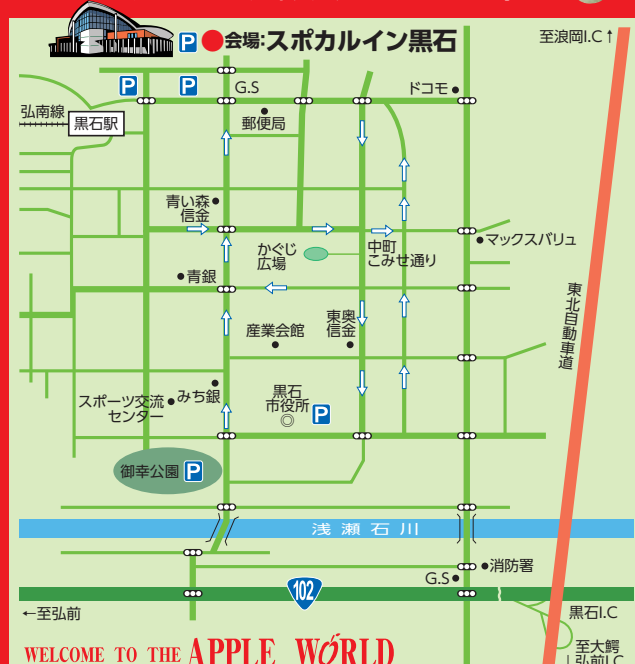 P ●会場:スポカルイン黒石
至浪岡I.C↑
P
P
G.S
ドコモ
弘南線
黒石駅
郵便局
青い森
信金
かぐじ
広場
中町
こみせ通り
マックスバリュ
青銀
東北自動車道
産業会館
東奥
信金
スポーツ交流
センター
みち銀
黒石
市役所
◎
P
御幸公園 P
浅瀬石川
消防署
G.S
102
←至弘前
黒石I.C
至大鰐
弘前I.C
WELCOME TO THE APPLE WORLD